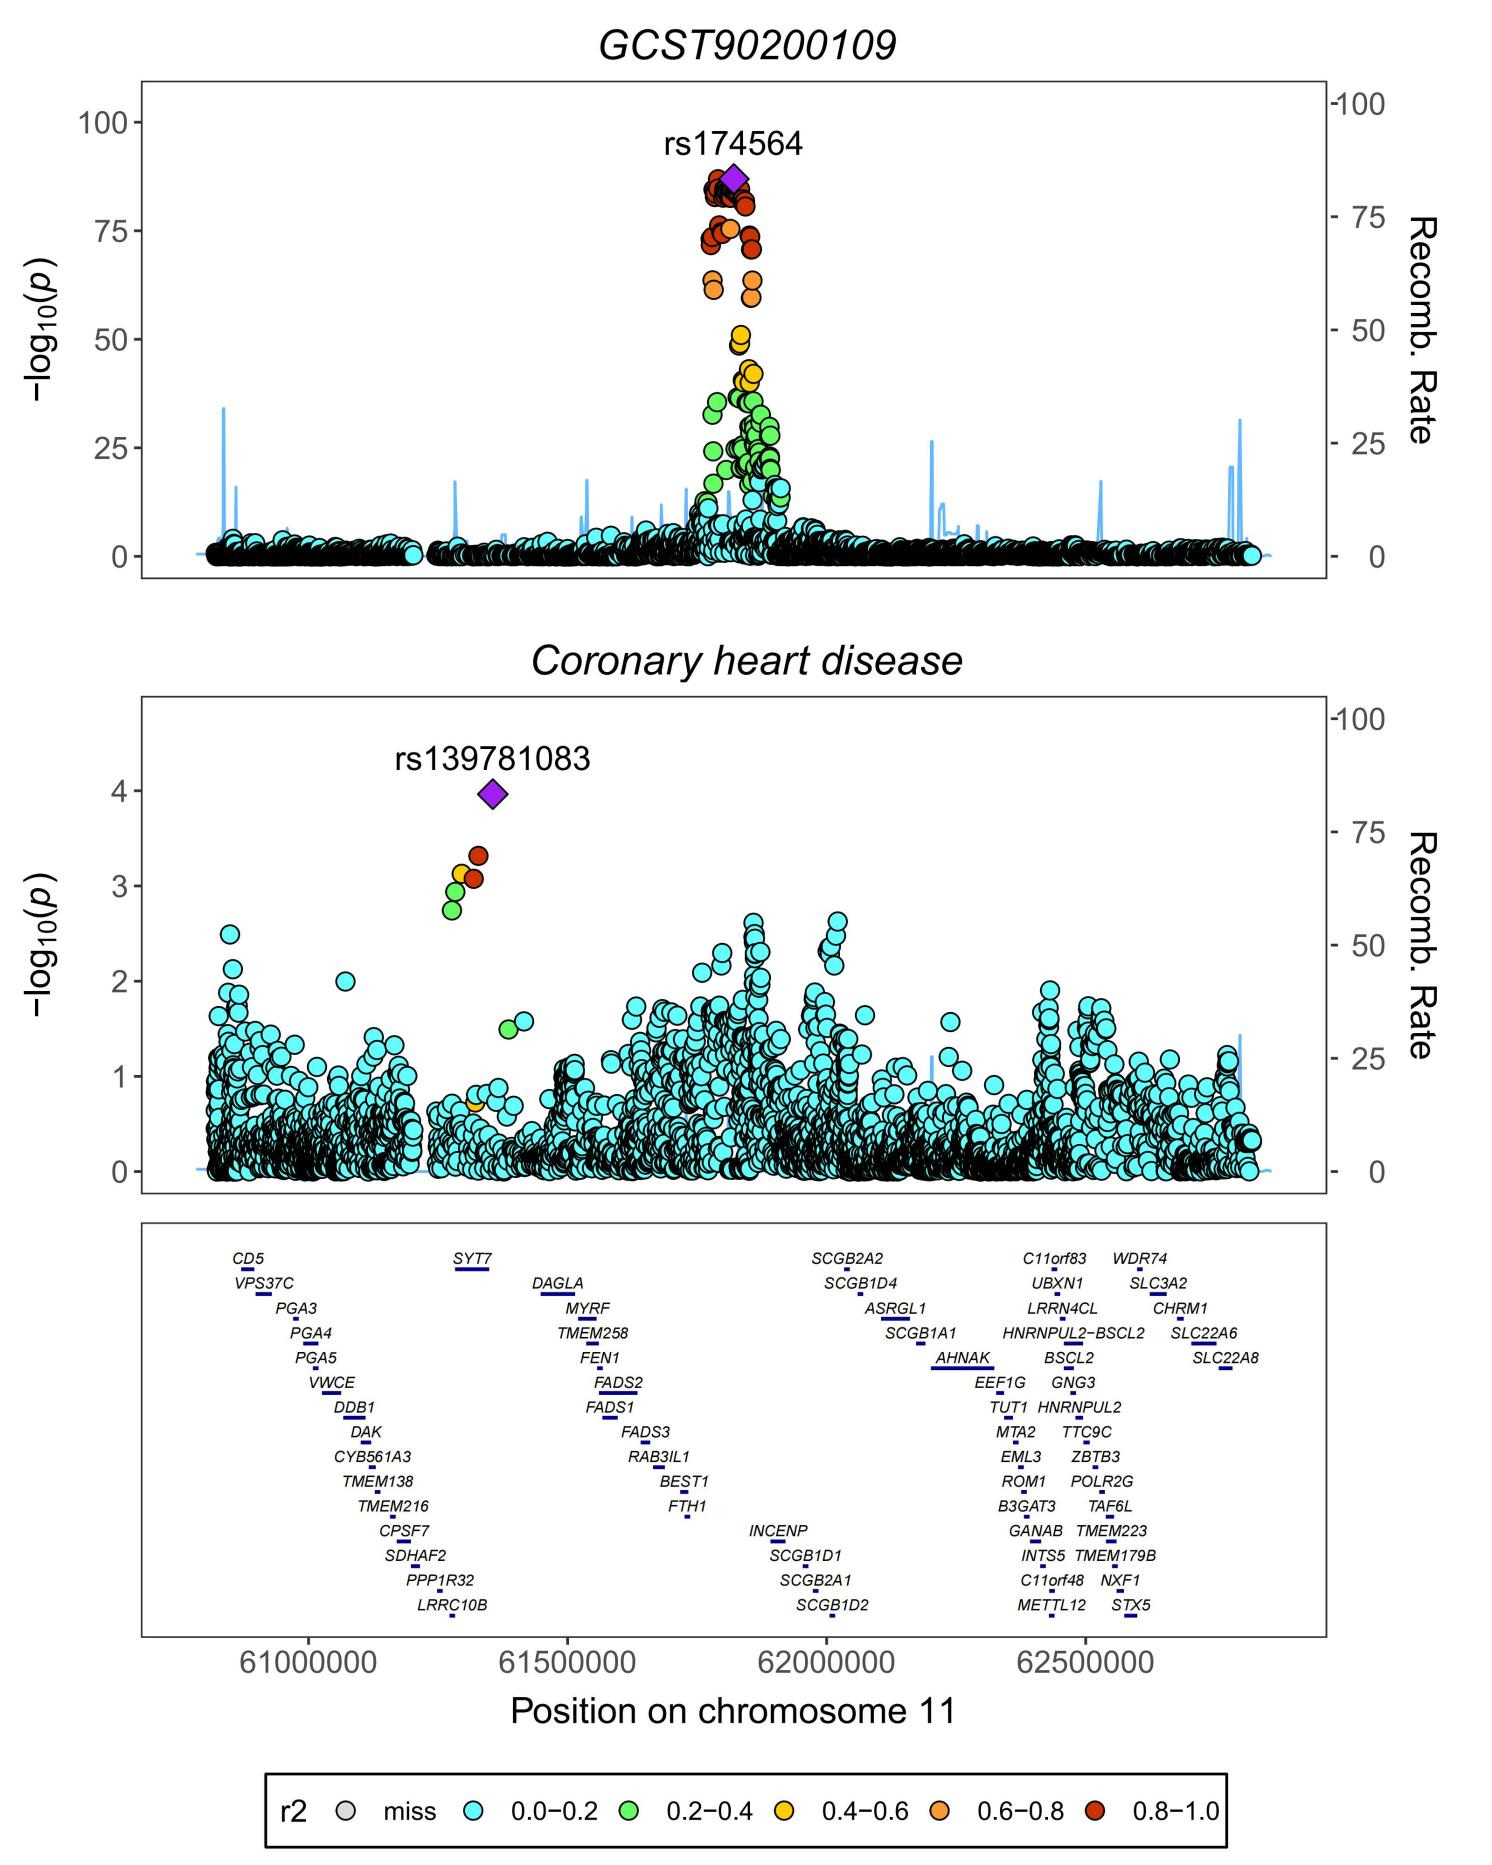 GCST90200109
100
75
50
25
0
−log10(p)
rs174564
100
75
50
25
0
Recomb. Rate
Coronary heart disease
4
3
2
1
0
−log10(p)
rs139781083
100
75
50
25
0
Recomb. Rate
CD5 SYT7 SCGB2A2 C11orf83 WDR74
VPS37C DAGLA SCGB1D4 UBXN1 SLC3A2
PGA3 MYRF ASRGL1 LRRN4CL CHRM1
PGA4 TMEM258 SCGB1A1 HNRNPUL2−BSCL2 SLC22A6
PGA5 FEN1 AHNAK BSCL2 SLC22A8
VWCE FADS2 EEF1G GNG3
DDB1 FADS1 TUT1 HNRNPUL2
DAK FADS3 MTA2 TTC9C
CYB561A3 RAB3IL1 EML3 ZBTB3
TMEM138 BEST1 ROM1 POLR2G
TMEM216 FTH1 B3GAT3 TAF6L
CPSF7 INCENP GANAB TMEM223
SDHAF2 SCGB1D1 INTS5 TMEM179B
PPP1R32 SCGB2A1 C11orf48 NXF1
LRRC10B SCGB1D2 METTL12 STX5
61000000 61500000 62000000 62500000
Position on chromosome 11
r2 miss 0.0−0.2 0.2−0.4 0.4−0.6 0.6−0.8 0.8−1.0